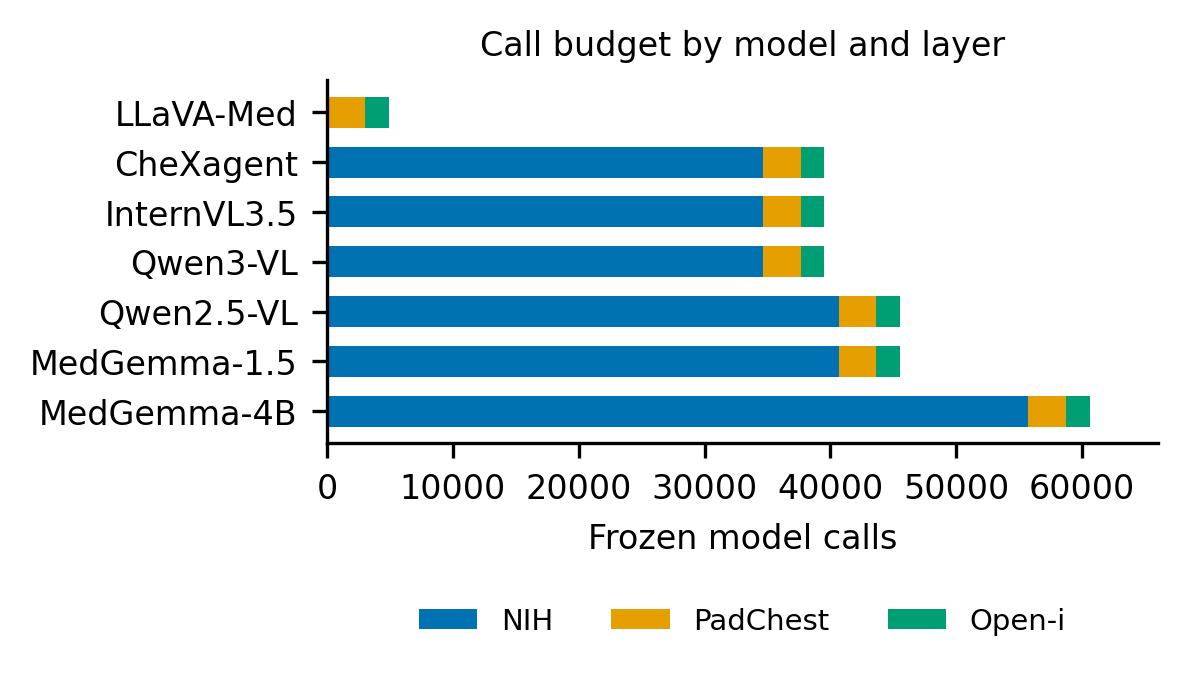 Call budget by model and layer
LLaVA-Med
CheXagent
InternVL3.5
Qwen3-VL
Qwen2.5-VL
MedGemma-1.5
MedGemma-4B
0 10000 20000 30000 40000 50000 60000
Frozen model calls
NIH PadChest Open-i